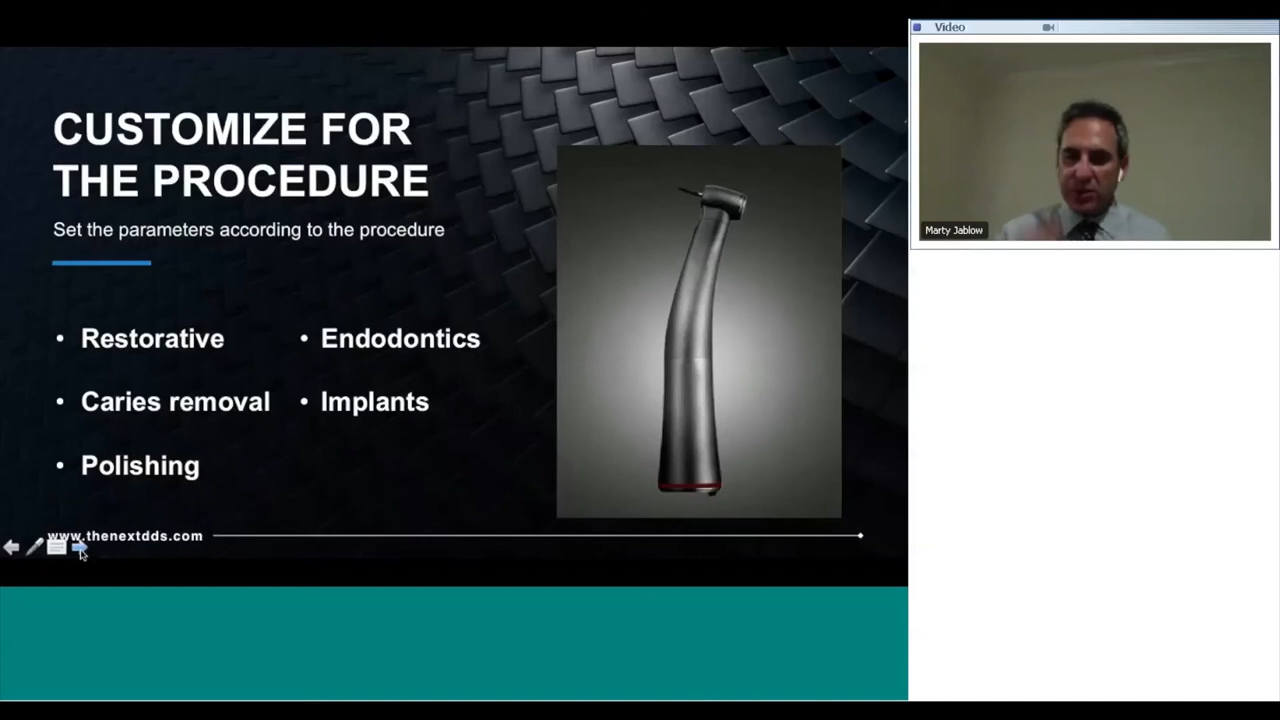 CUSTOMIZE FOR
THE PROCEDURE
Set the parameters according to the procedure
• Restorative
• Caries removal
• Polishing
• Endodontics
• Implants
www.thenextdds.com
Video
Marty Jablow